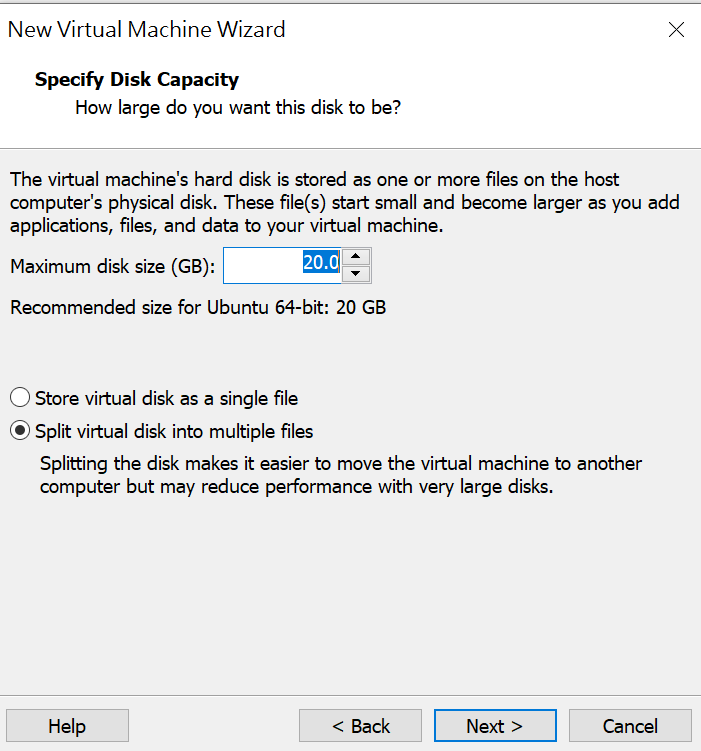 New Virtual Machine Wizard
Specify Disk Capacity
How large do you want this disk to be?
The virtual machine's hard disk is stored as one or more files on the host
computer's physical disk. These file(s) start small and become larger as you add
applications, files, and data to your virtual machine.
Maximum disk size (GB): 20.0
Recommended size for Ubuntu 64-bit: 20 GB
Store virtual disk as a single file
Split virtual disk into multiple files
Splitting the disk makes it easier to move the virtual machine to another
computer but may reduce performance with very large disks.
Help < Back Next > Cancel